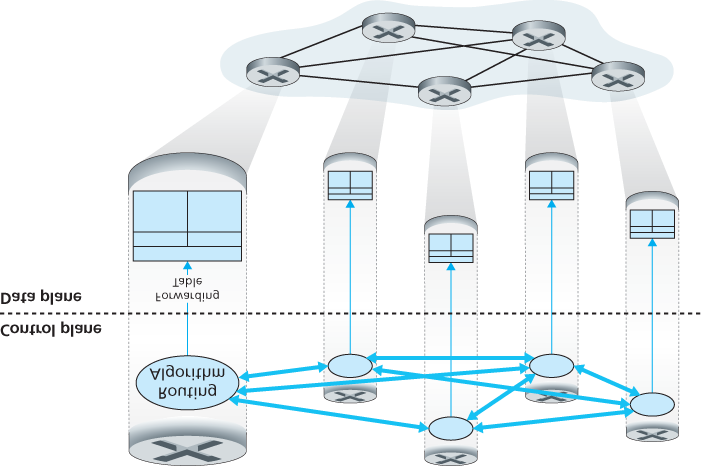 Routing
Algorithm
Control plane
Data plane
Forwarding
Table